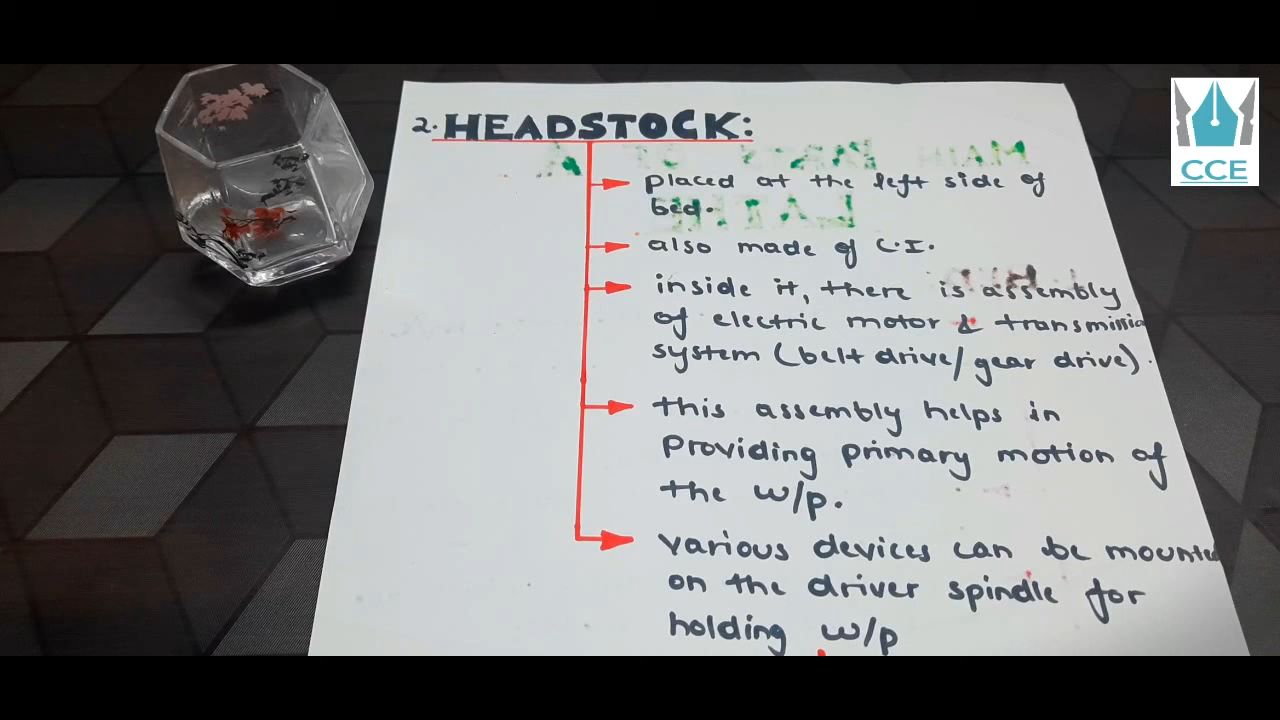 2. HEADSTOCK:
placed at the left side of
bed.
also made of C.I.
inside it, there is assembly
of electric motor & transmissio
system (belt drive/gear drive).
this assembly helps in
Providing primary motion of
the w/p.
various devices can be mounted
on the driver spindle for
holding w/p
CCE